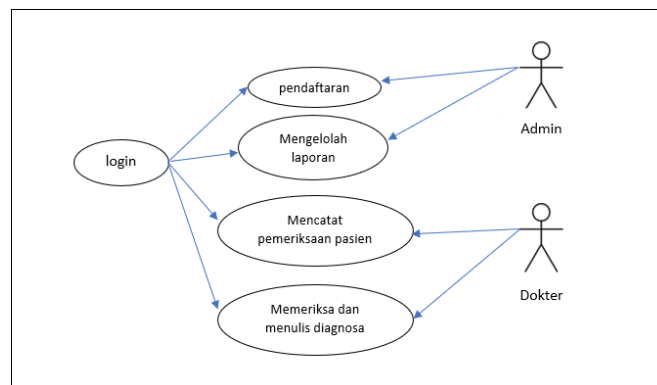 pendaftaran
Admin
Mengelolah
laporan
login
Mencatat
pemeriksaan pasien
Dokter
Memeriksa dan
menulis diagnosa